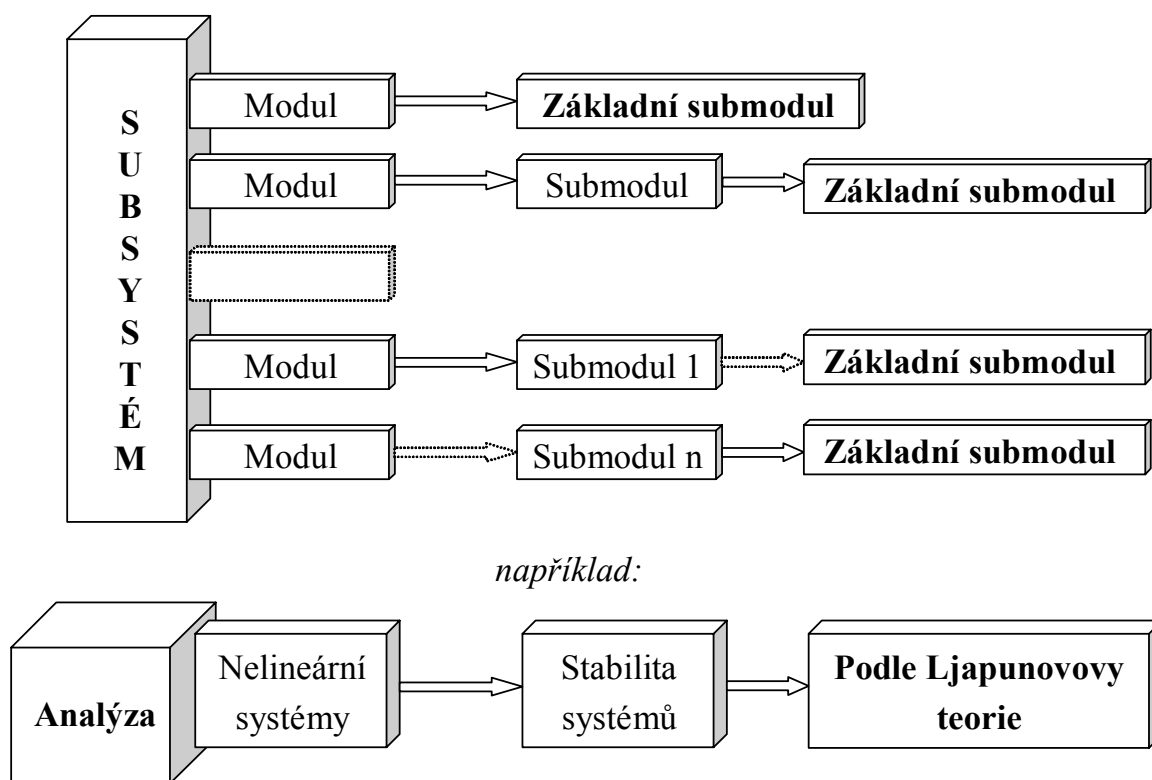 SUBSYSTÉM
Modul
Základní submodul
Modul
Submodul
Základní submodul
Modul
Submodul 1
Základní submodul
Modul
Submodul n
Základní submodul
například:
Analýza
Nelineární
systémy
Stabilita
systémů
Podle Ljapunovovy
teorie